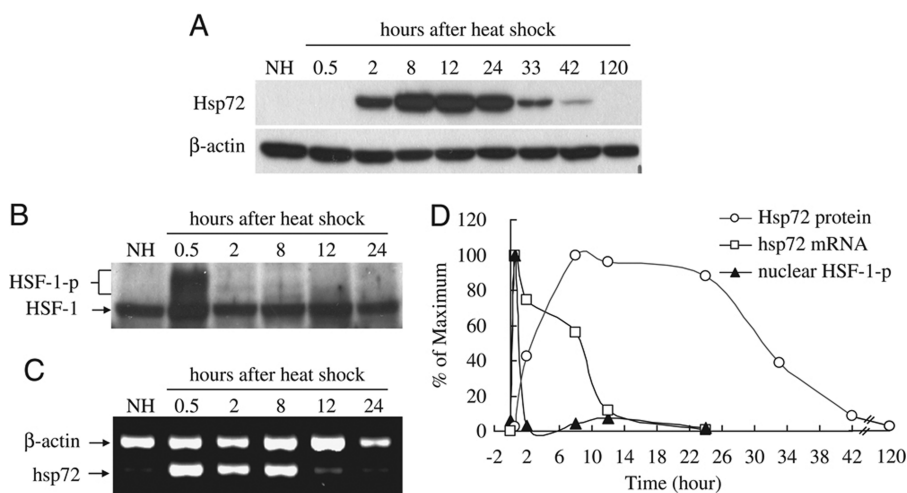 A
hours after heat shock
NH 0.5 2 8 12 24 33 42 120
Hsp72
β-actin
B
hours after heat shock
NH 0.5 2 8 12 24
HSF-1-p
HSF-1
C
hours after heat shock
NH 0.5 2 8 12 24
β-actin
hsp72
D
120
100
80
60
40
20
0
% of Maximum
Hsp72 protein
hsp72 mRNA
nuclear HSF-1-p
-2 2 6 10 14 18 22 26 30 34 38 42 120
Time (hour)